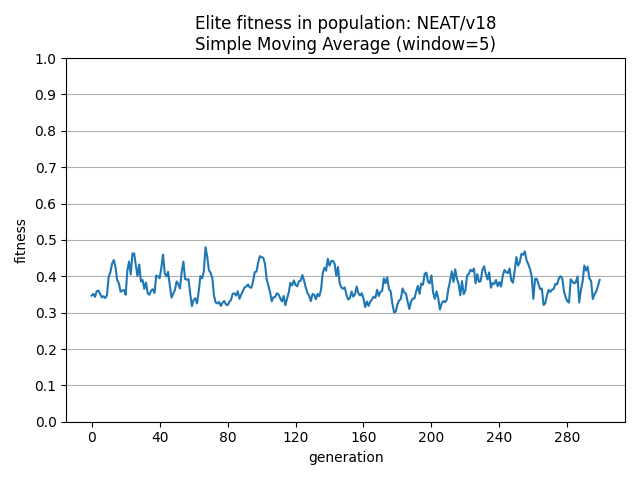 Elite fitness in population: NEAT/v18
Simple Moving Average (window=5)
1.0
0.9
0.8
0.7
0.6
0.5
0.4
0.3
0.2
0.1
0.0
fitness
0 40 80 120 160 200 240 280
generation